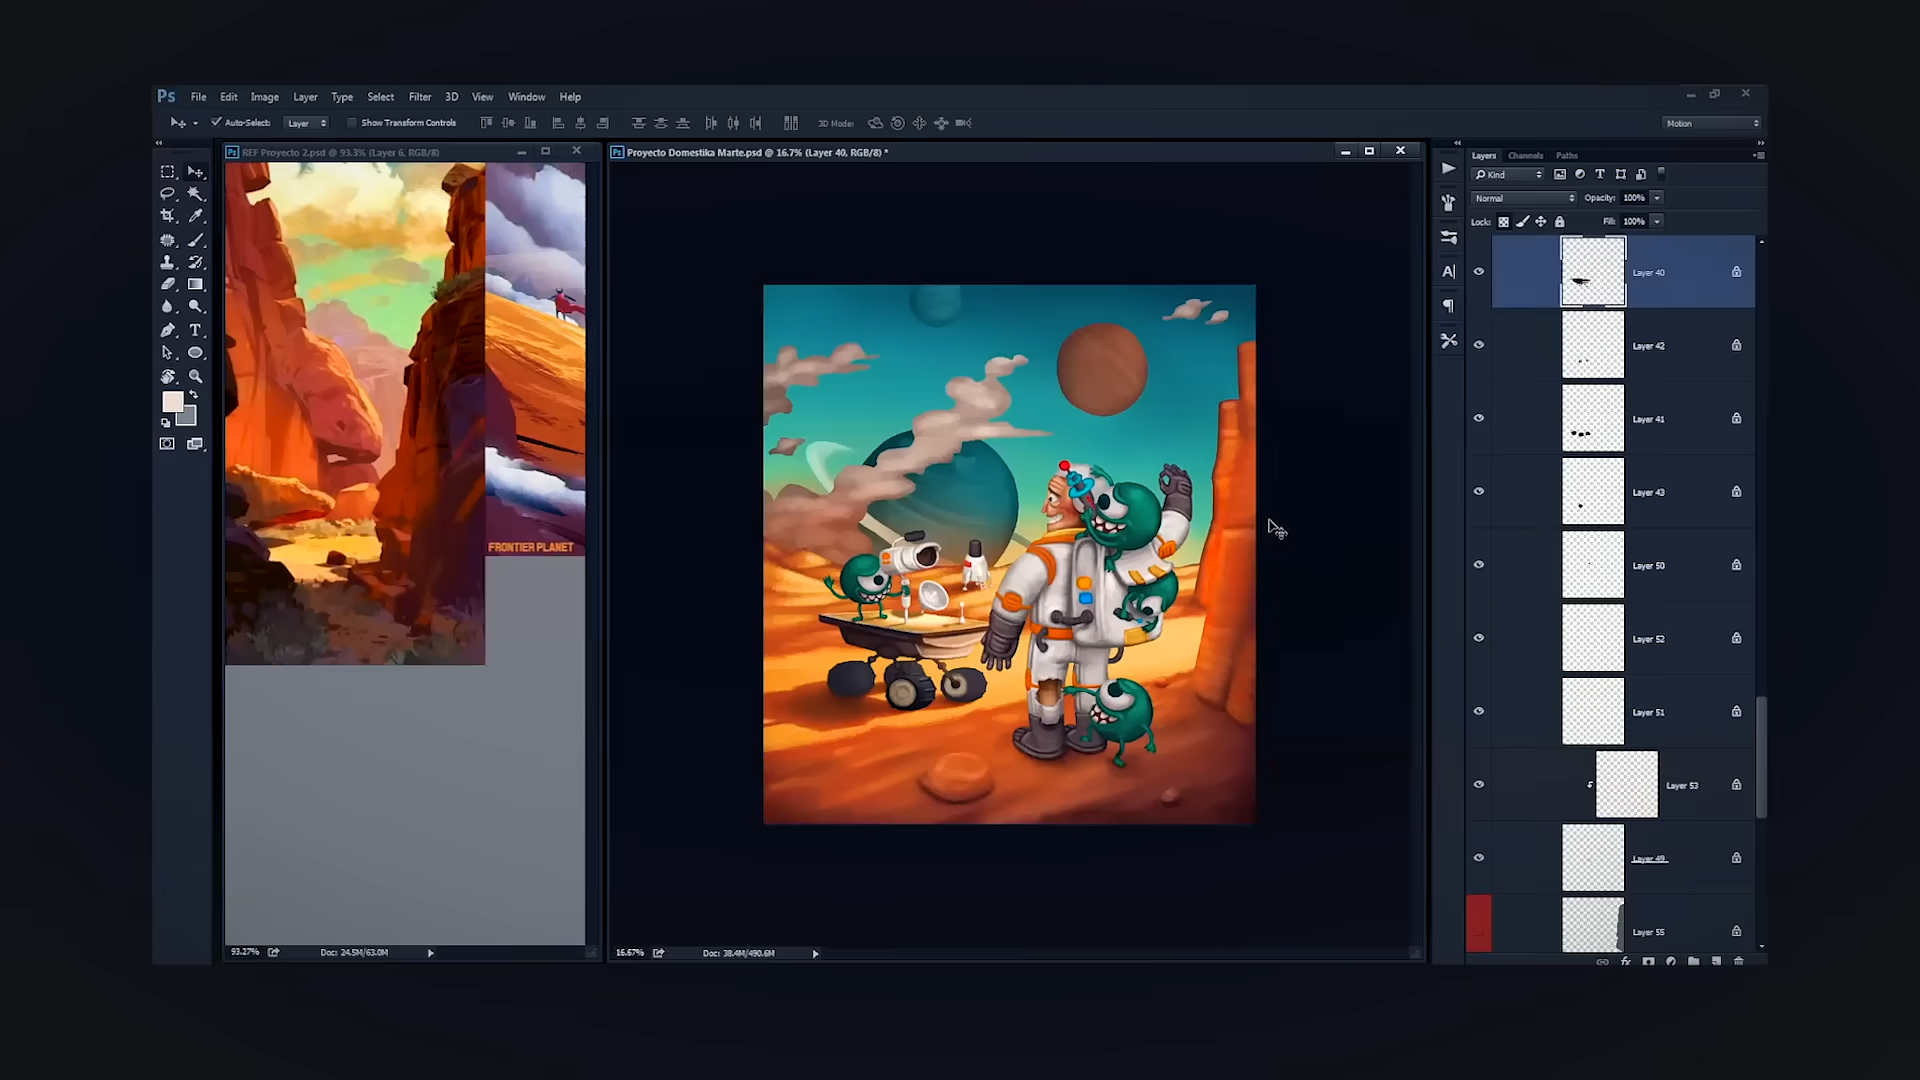 Ps File Edit Image Layer Type Select Filter 3D View Window Help
Auto-Select: Layer Show Transform Controls 3D Mode: Motion
REF Proyecto 2.psd @ 93.3% (Layer 6, RGB/8)
Proyecto Domestika Marte.psd @ 16.7% (Layer 40, RGB/8) *
Layers Channels Paths
Kind
Normal Opacity: 100%
Lock: Fill: 100%
Layer 40
Layer 42
Layer 41
Layer 43
FRONTIER PLANET
Layer 50
Layer 52
Layer 51
Layer 53
Layer 49
Layer 55
93.27% Doc: 24.5M/63.0M
16.67% Doc: 38.4M/490.6M